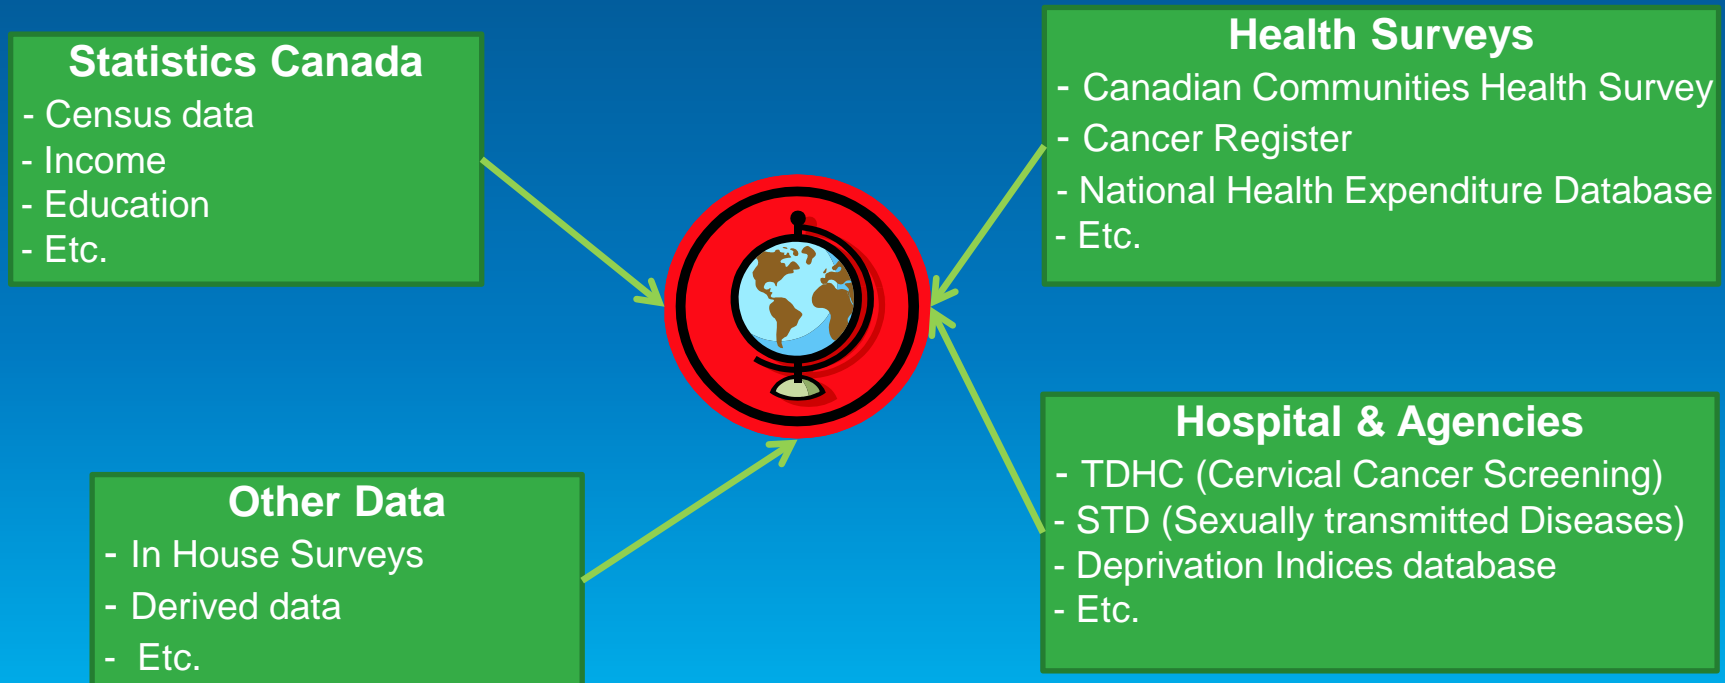 Statistics Canada
- Census data
- Income
- Education
- Etc.
Health Surveys
- Canadian Communities Health Survey
- Cancer Register
- National Health Expenditure Database
- Etc.
Other Data
- In House Surveys
- Derived data
- Etc.
Hospital & Agencies
- TDHC (Cervical Cancer Screening)
- STD (Sexually transmitted Diseases)
- Deprivation Indices database
- Etc.